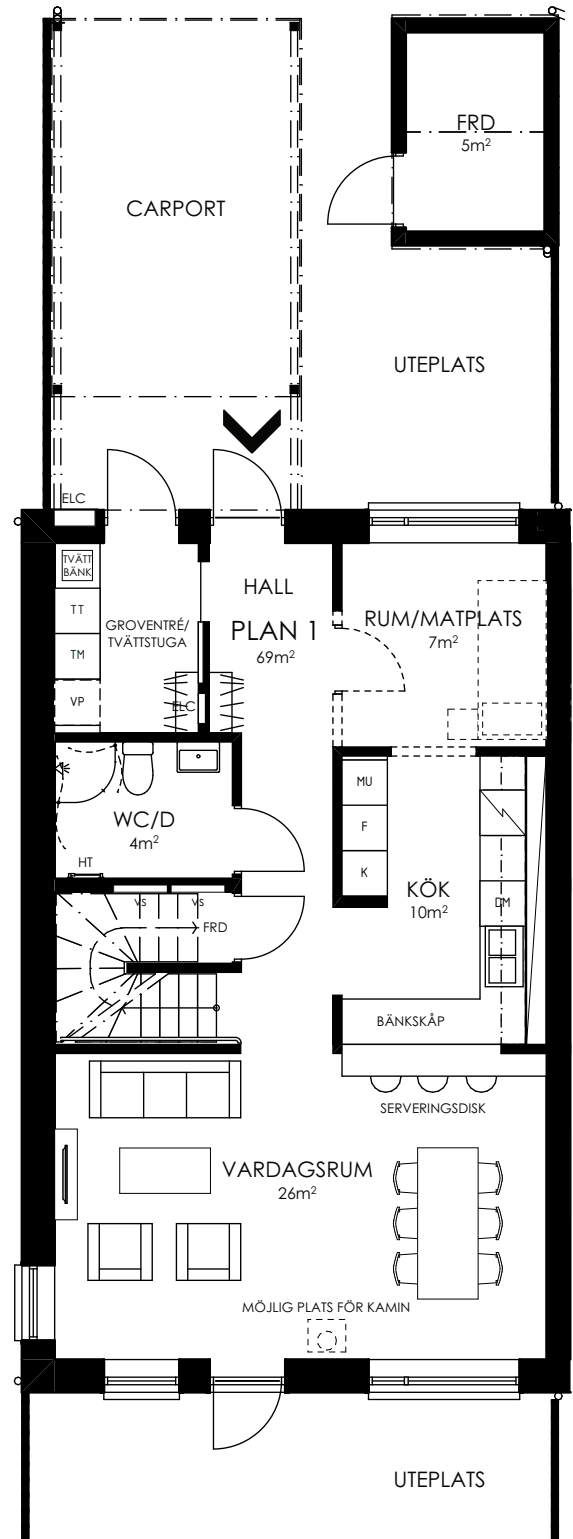 FRD
5m²
CARPORT
UTEPLATS
ELC
TVÄTT
BÄNK
TT
TM
VP
GROVENTRÉ/
TVÄTTSTUGA
ELC
HALL
PLAN 1
69m²
RUM/MATPLATS
7m²
WC/D
4m²
HT
MU
F
K
KÖK
10m²
DM
VS
VS
FRD
BÄNKSKÅP
SERVERINGSDISK
VARDAGSRUM
26m²
MÖJLIG PLATS FÖR KAMIN
UTEPLATS